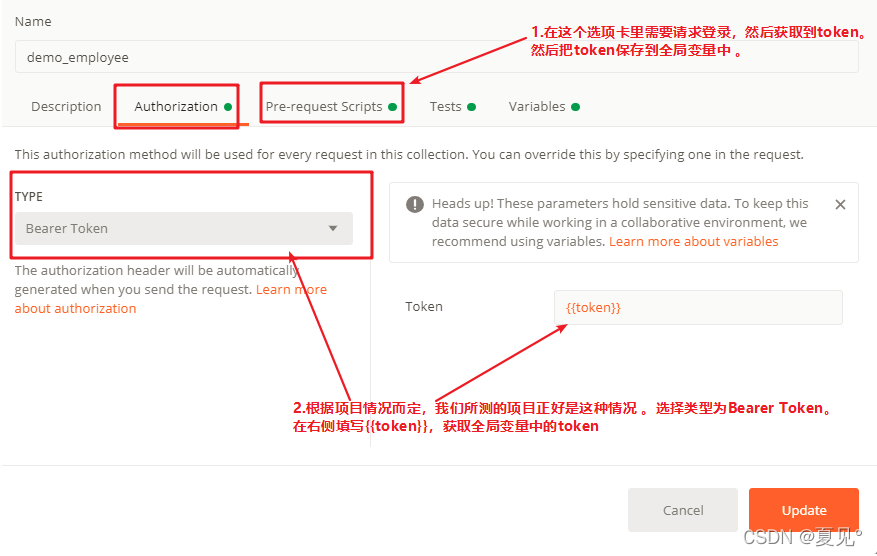 Name
1.在这个选项卡里需要请求登录，然后获取到token。
然后把token保存到全局变量中 。
demo_employee
Description
Authorization
Pre-request Scripts
Tests
Variables
This authorization method will be used for every request in this collection. You can override this by specifying one in the request.
TYPE
Bearer Token
The authorization header will be automatically
generated when you send the request. Learn more
about authorization
Heads up! These parameters hold sensitive data. To keep this
data secure while working in a collaborative environment, we
recommend using variables. Learn more about variables
Token
{{token}}
2.根据项目情况而定，我们所测的项目正好是这种情况 。选择类型为Bearer Token。
在右侧填写{{token}}，获取全局变量中的token
Cancel
Update
CSDN @夏见°